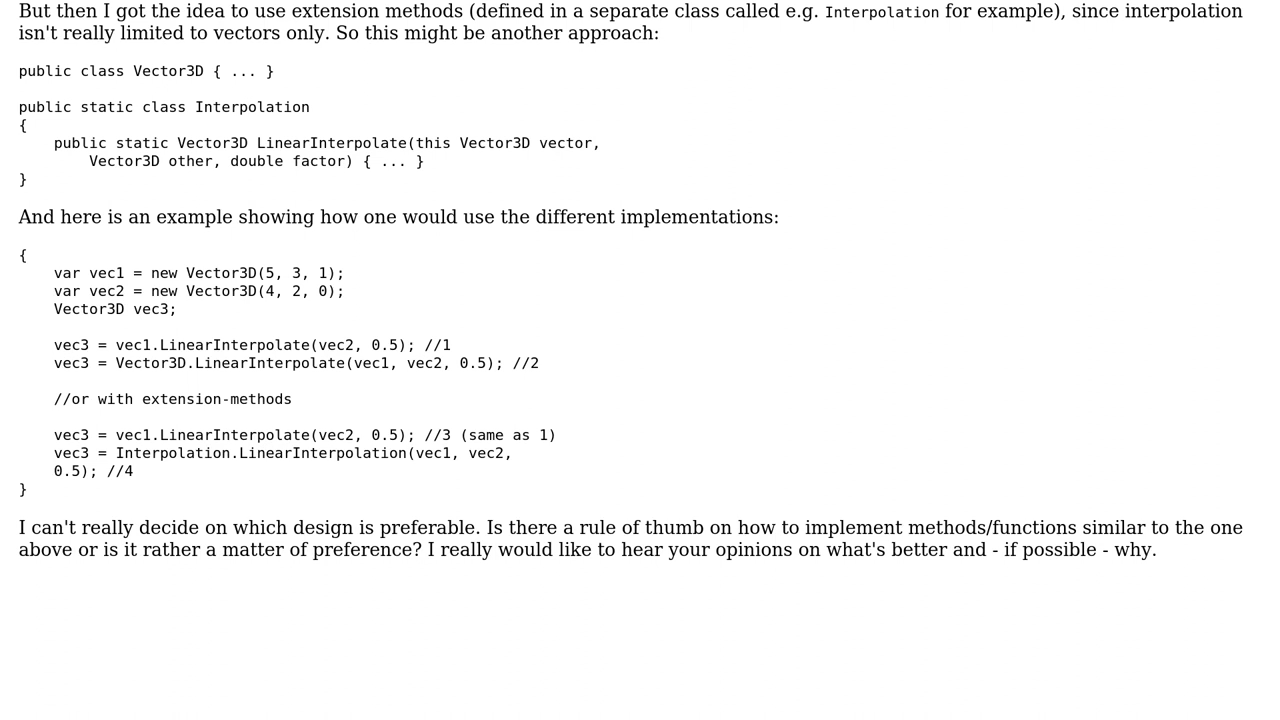 But then I got the idea to use extension methods (defined in a separate class called e.g. Interpolation for example), since interpolation
isn't really limited to vectors only. So this might be another approach:
public class Vector3D { ... }
public static class Interpolation
{
    public static Vector3D LinearInterpolate(this Vector3D vector,
        Vector3D other, double factor) { ... }
}
And here is an example showing how one would use the different implementations:
{
    var vec1 = new Vector3D(5, 3, 1);
    var vec2 = new Vector3D(4, 2, 0);
    Vector3D vec3;
    vec3 = vec1.LinearInterpolate(vec2, 0.5); //1
    vec3 = Vector3D.LinearInterpolate(vec1, vec2, 0.5); //2
    //or with extension-methods
    vec3 = vec1.LinearInterpolate(vec2, 0.5); //3 (same as 1)
    vec3 = Interpolation.LinearInterpolation(vec1, vec2,
    0.5); //4
}
I can't really decide on which design is preferable. Is there a rule of thumb on how to implement methods/functions similar to the one
above or is it rather a matter of preference? I really would like to hear your opinions on what's better and - if possible - why.